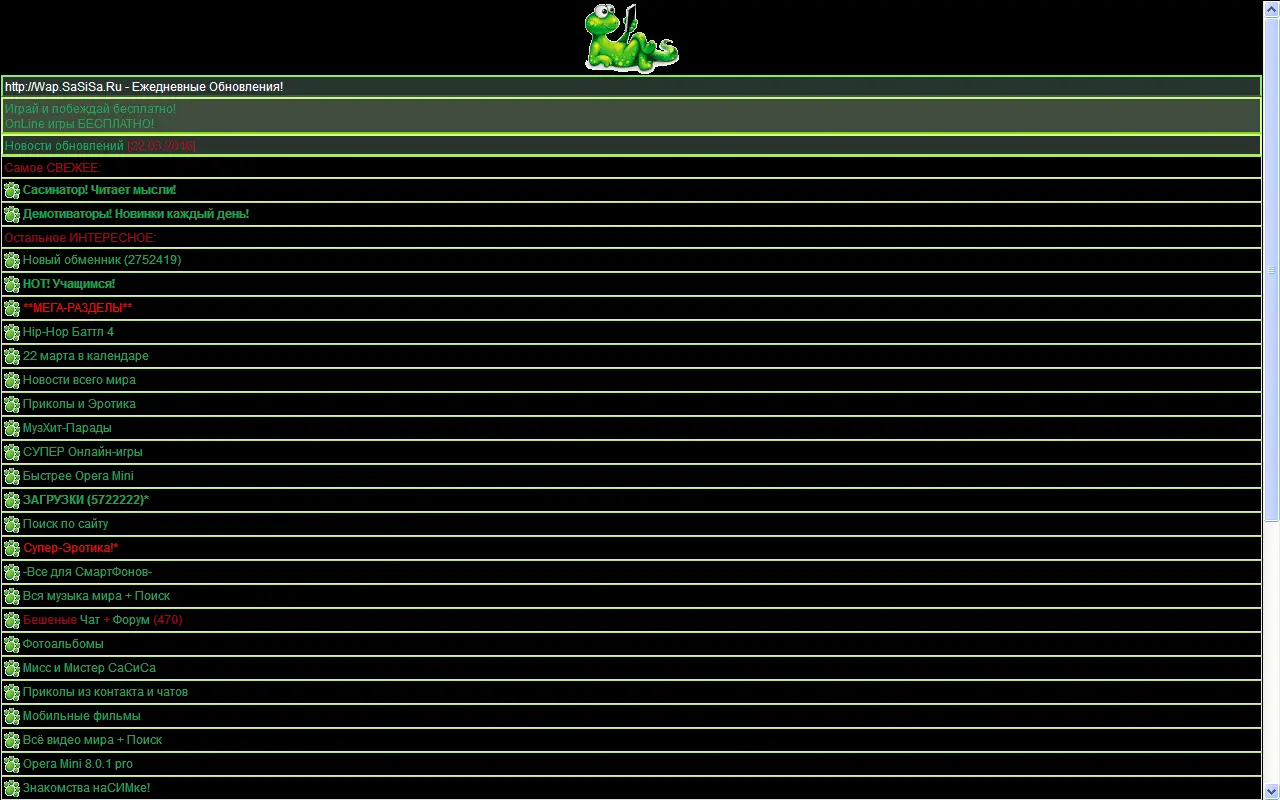 http://Wap.SaSiSa.Ru - Ежедневные Обновления!
Играй и побеждай бесплатно!
OnLine игры БЕСПЛАТНО!
Новости обновлений [22.03.2016]
Самое СВЕЖЕЕ:
Сасинатор! Читает мысли!
Демотиваторы! Новинки каждый день!
Остальное ИНТЕРЕСНОЕ:
Новый обменник (2752419)
НОТ! Учащимся!
**МЕГА-РАЗДЕЛЫ**
Hip-Hop Баттл 4
22 марта в календаре
Новости всего мира
Приколы и Эротика
МузХит-Парады
СУПЕР Онлайн-игры
Быстрее Opera Mini
ЗАГРУЗКИ (5722222)*
Поиск по сайту
Супер-Эротика!*
-Все для СмартФонов-
Вся музыка мира + Поиск
Бешеные Чат + Форум (470)
Фотоальбомы
Мисс и Мистер СаСиСа
Приколы из контакта и чатов
Мобильные фильмы
Всё видео мира + Поиск
Opera Mini 8.0.1 pro
Знакомства наСИМке!